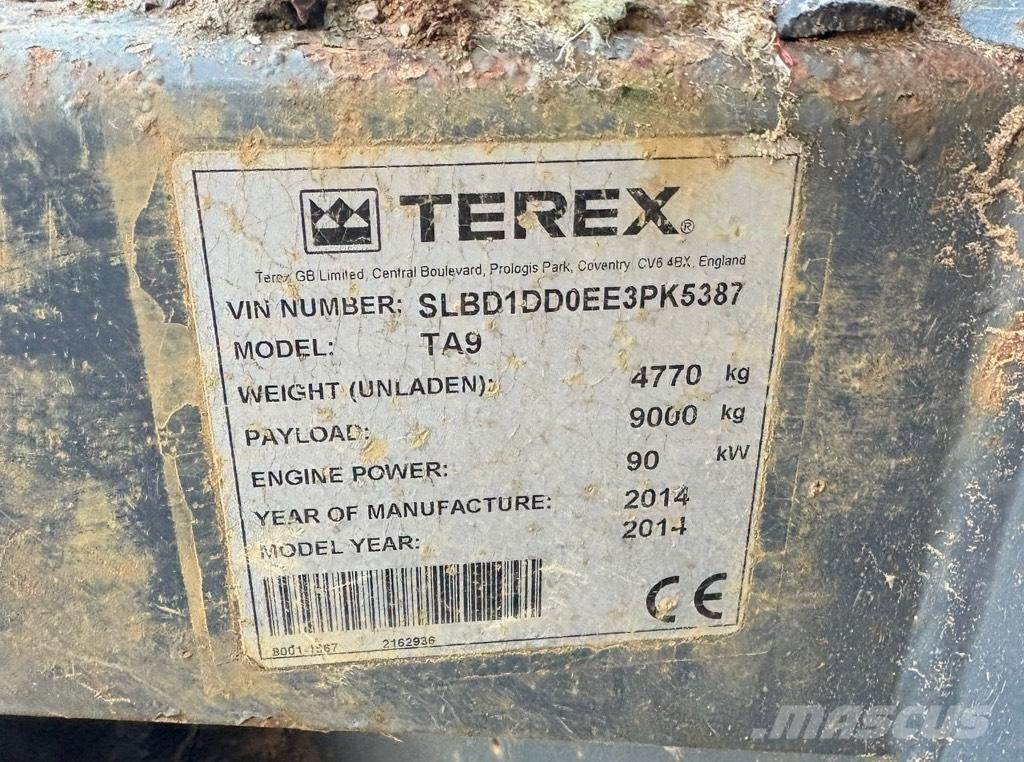 TEREX®
Terex GB Limited, Central Boulevard, Prologis Park, Coventry CV6 4BX, England
VIN NUMBER: SLBD1DD0EE3PK5387
MODEL: TA9
WEIGHT (UNLADEN): 4770 kg
PAYLOAD: 9000 kg
ENGINE POWER: 90 kW
YEAR OF MANUFACTURE: 2014
MODEL YEAR: 2014
CE
2162936
MASCUS